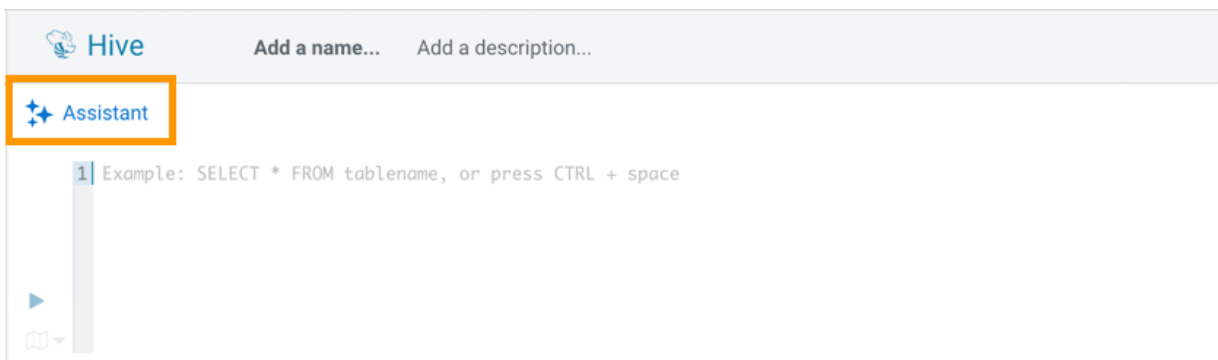 Hive Add a name... Add a description...
Assistant
1 Example: SELECT * FROM tablename, or press CTRL + space